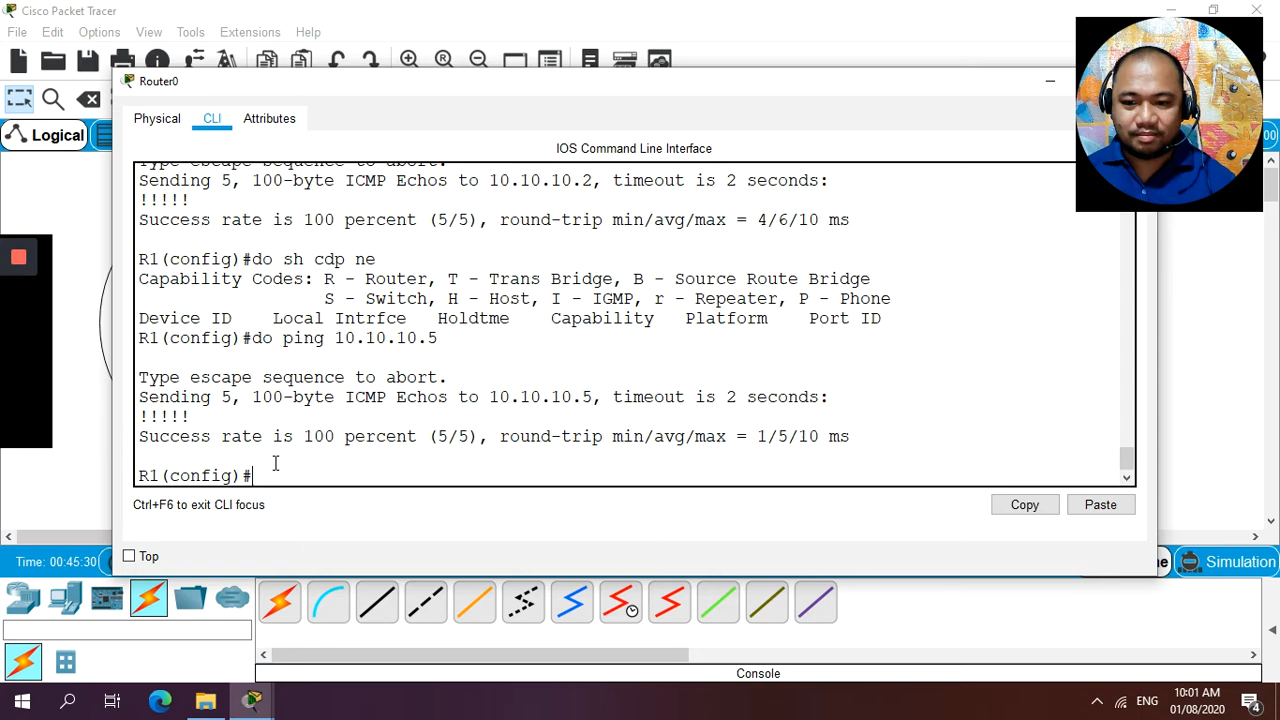 Cisco Packet Tracer
File Edit Options View Tools Extensions Help
Router0
Physical CLI Attributes
Logical
IOS Command Line Interface
Type escape sequence to abort.
Sending 5, 100-byte ICMP Echos to 10.10.10.2, timeout is 2 seconds:
!!!!!
Success rate is 100 percent (5/5), round-trip min/avg/max = 4/6/10 ms
R1(config)#do sh cdp ne
Capability Codes: R - Router, T - Trans Bridge, B - Source Route Bridge
S - Switch, H - Host, I - IGMP, r - Repeater, P - Phone
Device ID Local Intrfce Holdtme Capability Platform Port ID
R1(config)#do ping 10.10.10.5
Type escape sequence to abort.
Sending 5, 100-byte ICMP Echos to 10.10.10.5, timeout is 2 seconds:
!!!!!
Success rate is 100 percent (5/5), round-trip min/avg/max = 1/5/10 ms
R1(config)#
Ctrl+F6 to exit CLI focus
Copy Paste
Top
Time: 00:45:30
Simulation
Console
ENG
10:01 AM
01/08/2020
4